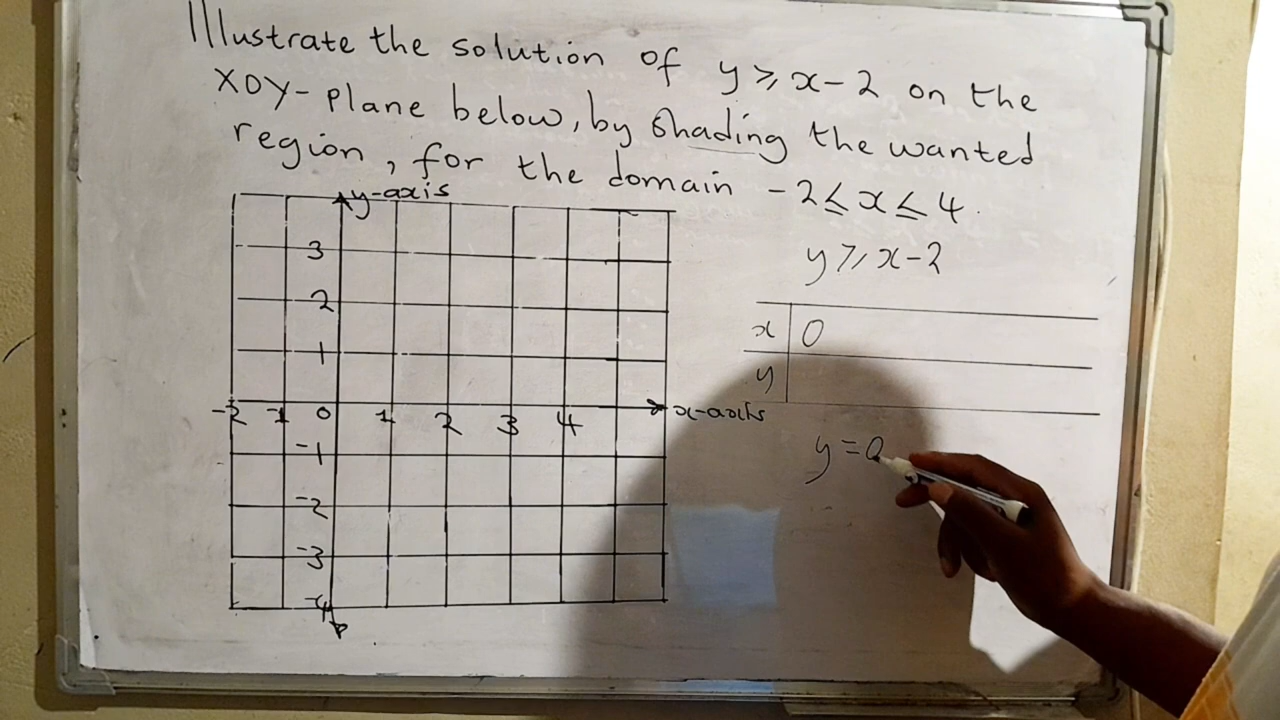 Illustrate the solution of y ⩾ x - 2 on the
XOY-plane below, by shading the wanted
region, for the domain -2 ≤ x ≤ 4.
y-axis
y ⩾ x - 2
3
2
x 0
1
y
-2 -1 0 1 2 3 4 x-axis
-1
y = 0
-2
-3
-4